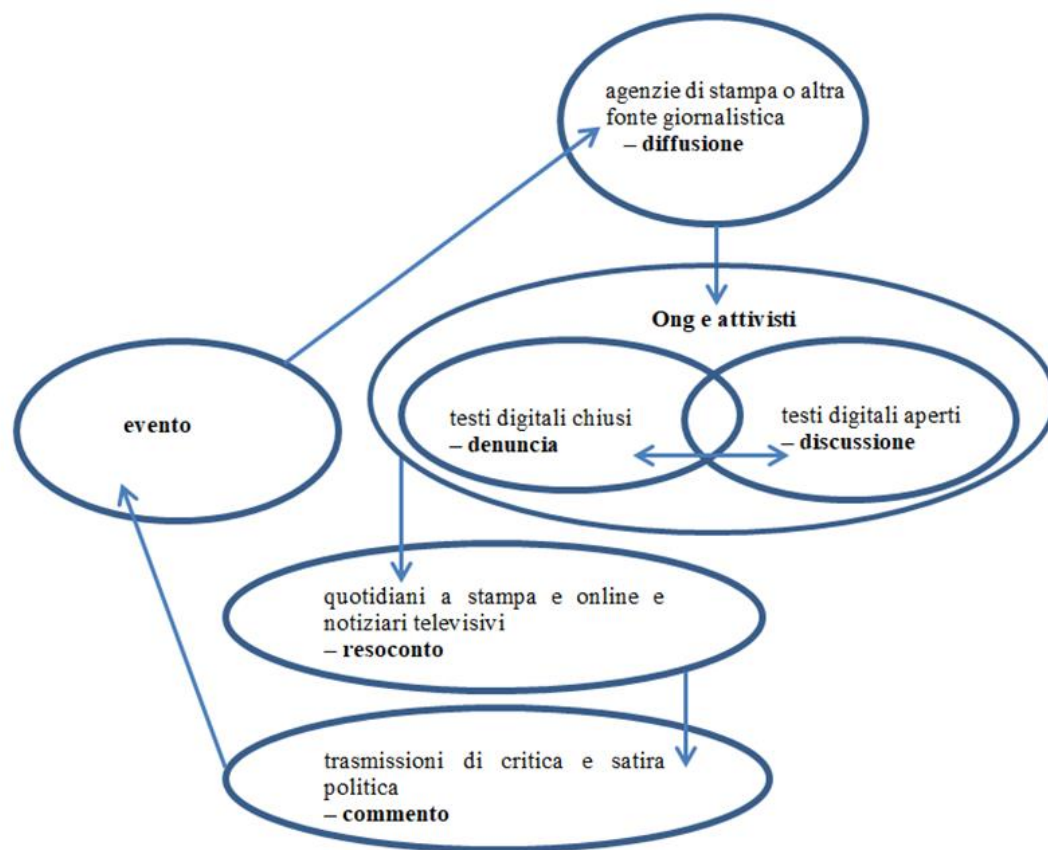 agenzie di stampa o altra
fonte giornalistica
– diffusione
Ong e attivisti
evento
testi digitali chiusi
– denuncia
testi digitali aperti
– discussione
quotidiani a stampa e online e
notiziari televisivi
– resoconto
trasmissioni di critica e satira
politica
– commento